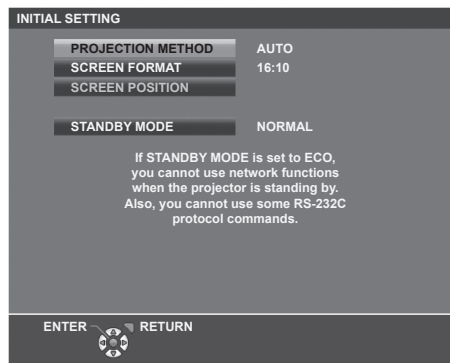 INITIAL SETTING
PROJECTION METHOD AUTO
SCREEN FORMAT 16:10
SCREEN POSITION
STANDBY MODE NORMAL
If STANDBY MODE is set to ECO,
you cannot use network functions
when the projector is standing by.
Also, you cannot use some RS-232C
protocol commands.
ENTER RETURN